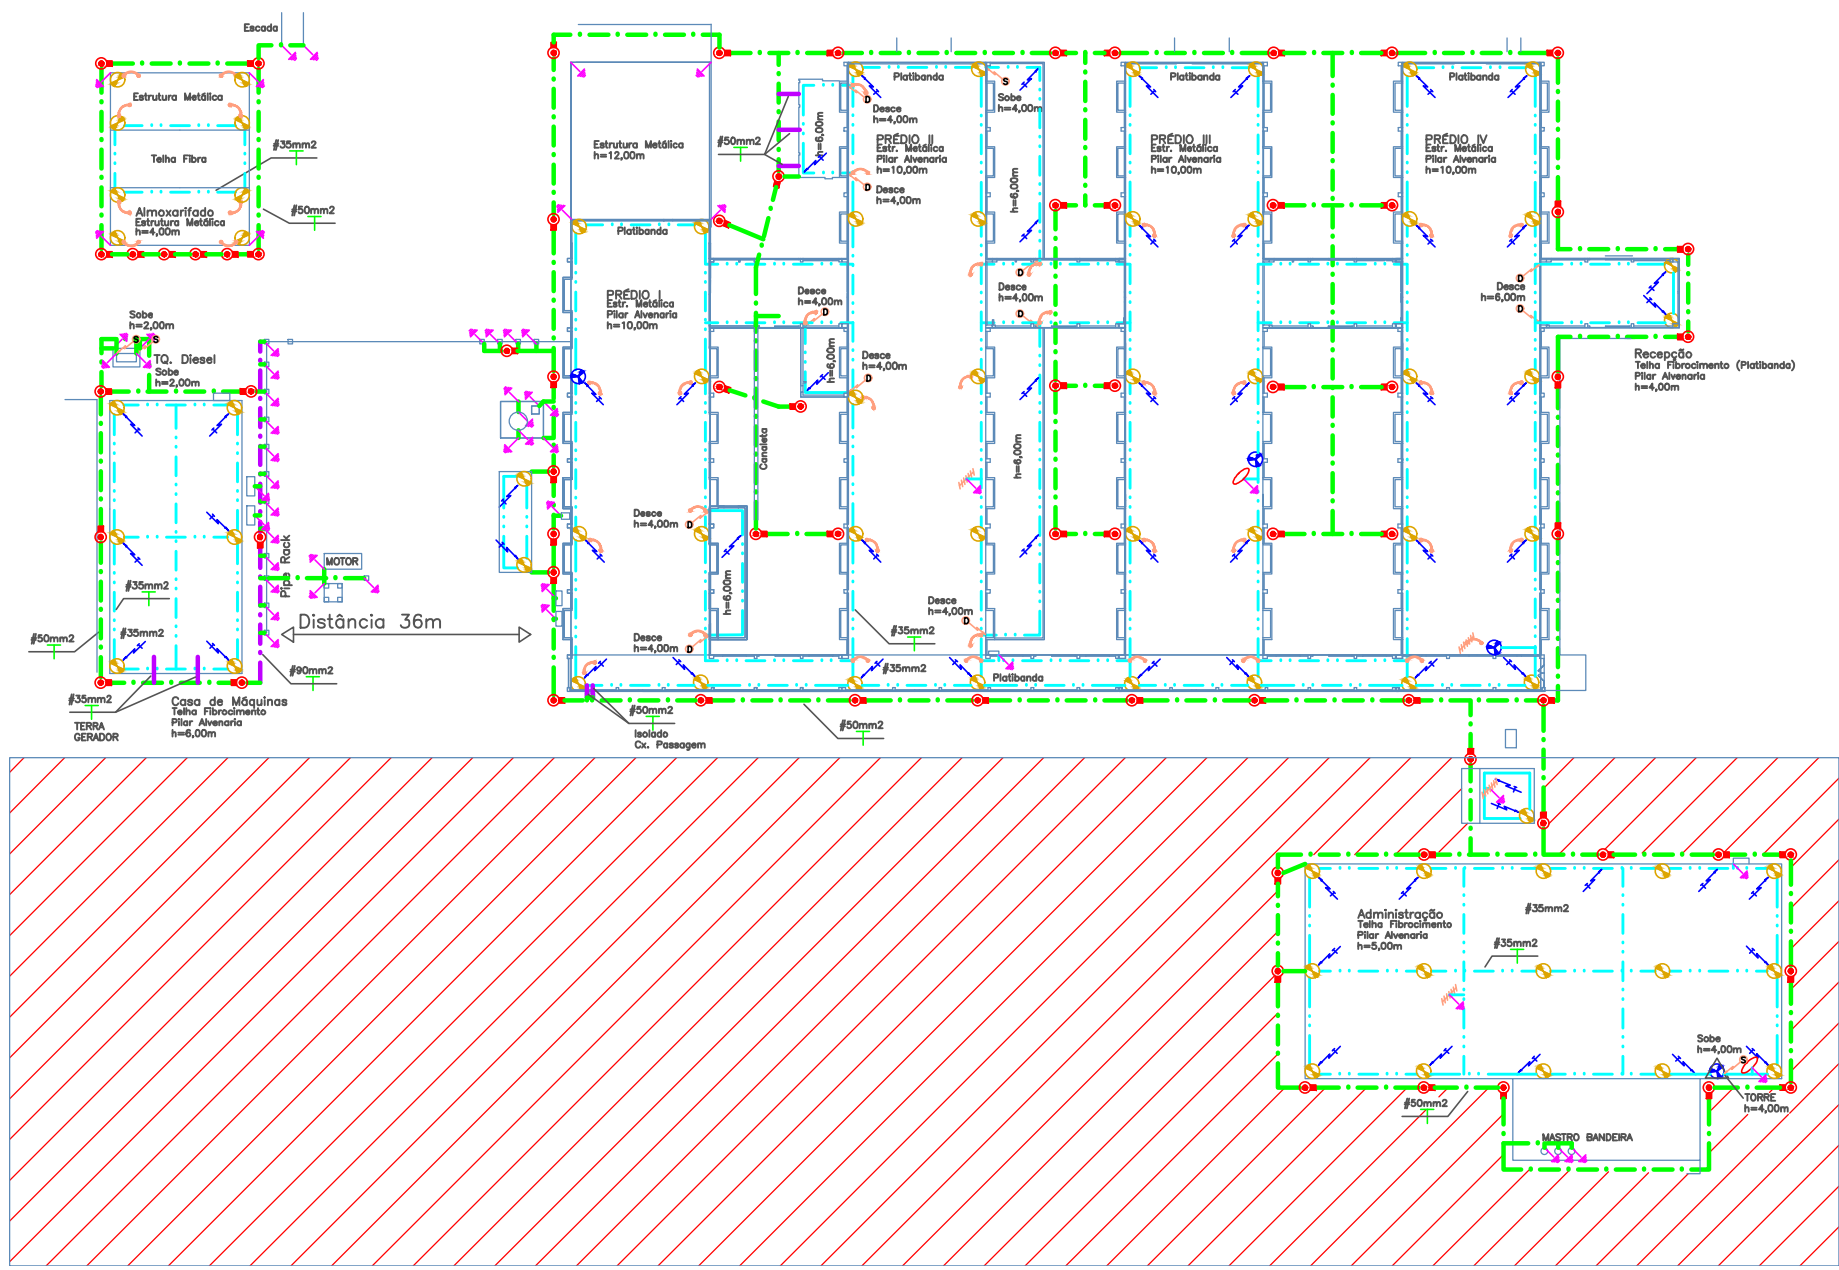 Escada
Estrutura Metálica
Telha Fibra
#35mm2
Almoxarifado
Estrutura Metálica
h=4,00m
#50mm2
Estrutura Metálica
h=12,00m
#50mm2
h=6,00m
Desce
h=4,00m
Platibanda
PRÉDIO II
Estr. Metálica
Pilar Alvenaria
h=10,00m
D
D
Desce
h=4,00m
S
Sobe
h=4,00m
h=6,00m
Platibanda
PRÉDIO III
Estr. Metálica
Pilar Alvenaria
h=10,00m
Platibanda
PRÉDIO IV
Estr. Metálica
Pilar Alvenaria
h=10,00m
Platibanda
PRÉDIO I
Estr. Metálica
Pilar Alvenaria
h=10,00m
Desce
h=4,00m
D
D
Desce
h=4,00m
D
D
Desce
h=6,00m
D
Sobe
h=2,00m
S
S
TQ. Diesel
Sobe
h=2,00m
h=6,00m
Desce
h=4,00m
D
Recepção
Telha Fibrocimento (Platibanda)
Pilar Alvenaria
h=4,00m
Canaleta
h=6,00m
Desce
h=4,00m
D
Pipe Rack
MOTOR
h=6,00m
#35mm2
#35mm2
#50mm2
Distância 36m
Desce
h=4,00m
D
Desce
h=4,00m
D
#35mm2
#35mm2
Platibanda
#90mm2
#35mm2
TERRA
GERADOR
Casa de Máquinas
Telha Fibrocimento
Pilar Alvenaria
h=6,00m
#50mm2
Isolado
Cx. Passagem
#50mm2
Administração
Telha Fibrocimento
Pilar Alvenaria
h=5,00m
#35mm2
#35mm2
Sobe
h=4,00m
S
TORRE
h=4,00m
#50mm2
MASTRO BANDEIRA